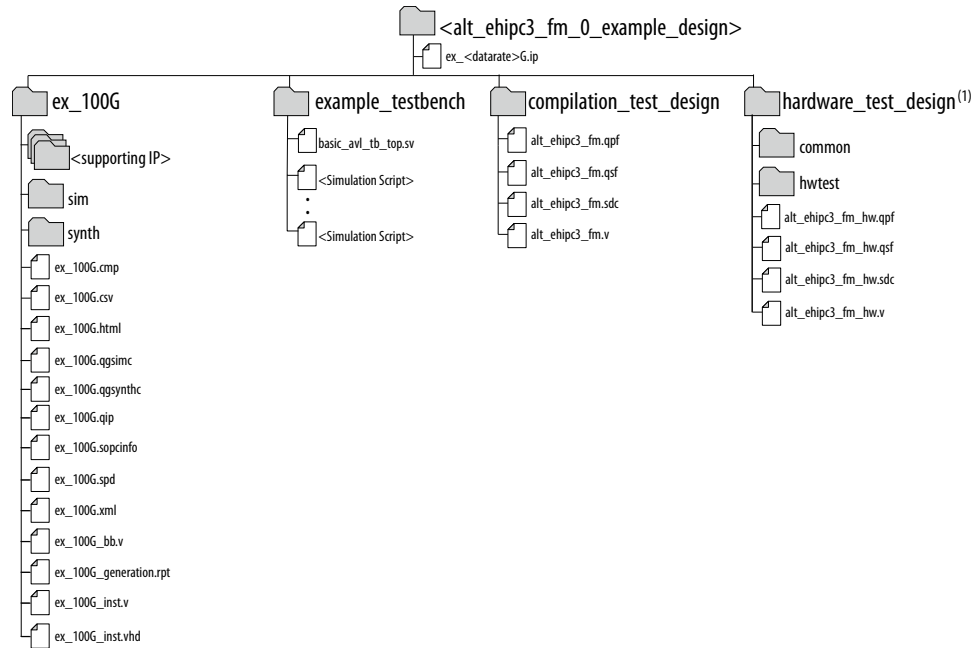 <alt_ehipc3_fm_0_example_design>
ex_<datarate>G.ip
ex_100G
<supporting IP>
sim
synth
ex_100G.cmp
ex_100G.csv
ex_100G.html
ex_100G.qgsimc
ex_100G.qgsynthc
ex_100G.qip
ex_100G.sopcinfo
ex_100G.spd
ex_100G.xml
ex_100G_bb.v
ex_100G_generation.rpt
ex_100G_inst.v
ex_100G_inst.vhd
example_testbench
basic_avl_tb_top.sv
<Simulation Script>
<Simulation Script>
compilation_test_design
alt_ehipc3_fm.qpf
alt_ehipc3_fm.qsf
alt_ehipc3_fm.sdc
alt_ehipc3_fm.v
hardware_test_design(1)
common
hwtest
alt_ehipc3_fm_hw.qpf
alt_ehipc3_fm_hw.qsf
alt_ehipc3_fm_hw.sdc
alt_ehipc3_fm_hw.v